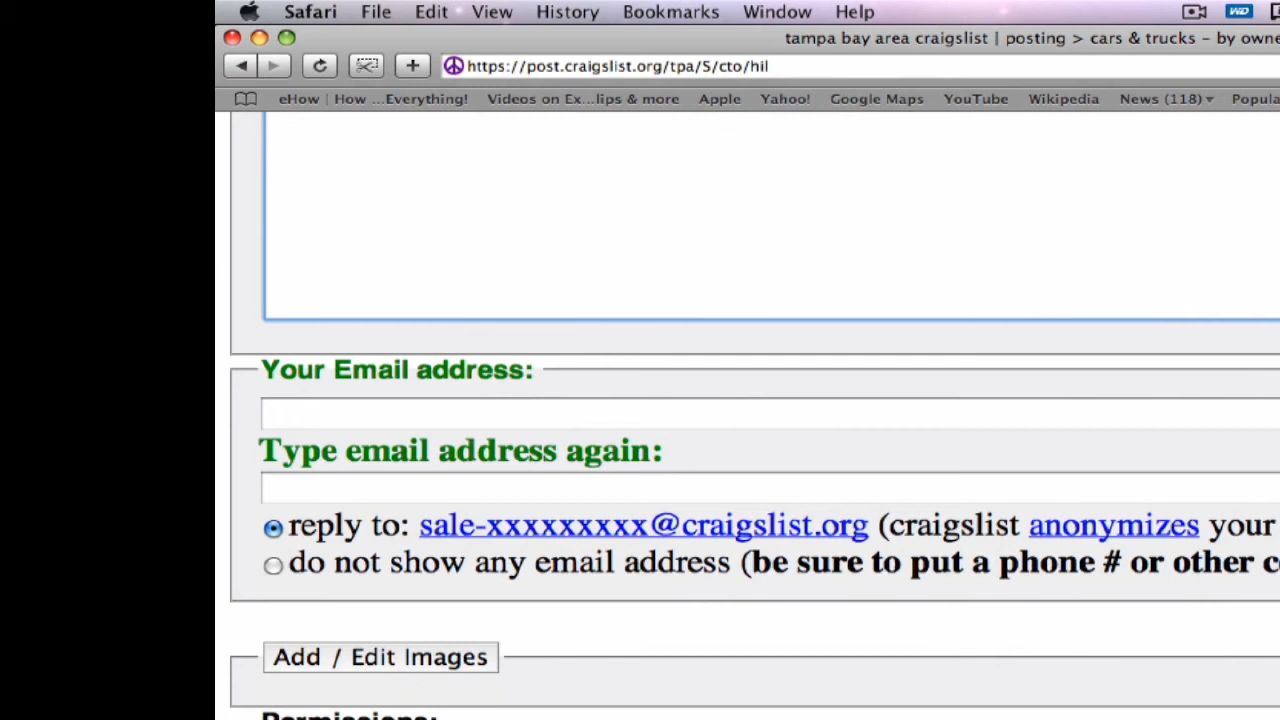 Safari File Edit View History Bookmarks Window Help WD
tampa bay area craigslist | posting > cars & trucks – by owne
https://post.craigslist.org/tpa/S/cto/hil
eHow | How ...Everything! Videos on Ex...lips & more Apple Yahoo! Google Maps YouTube Wikipedia News (118) Popula
Your Email address:
Type email address again:
reply to: sale-xxxxxxxxx@craigslist.org (craigslist anonymizes your
do not show any email address (be sure to put a phone # or other c
Add / Edit Images
Permissions: